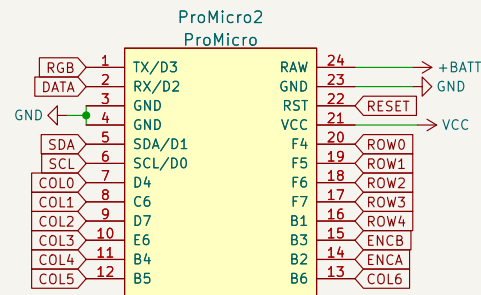 ProMicro2
ProMicro
RGB 1 TX/D3 RAW 24 +BATT
DATA 2 RX/D2 GND 23 GND
3 GND RST 22 RESET
GND 4 GND VCC 21 VCC
SDA 5 SDA/D1 F4 20 ROW0
SCL 6 SCL/D0 F5 19 ROW1
COL0 7 D4 F6 18 ROW2
COL1 8 C6 F7 17 ROW3
COL2 9 D7 B1 16 ROW4
COL3 10 E6 B3 15 ENCB
COL4 11 B4 B2 14 ENCA
COL5 12 B5 B6 13 COL6